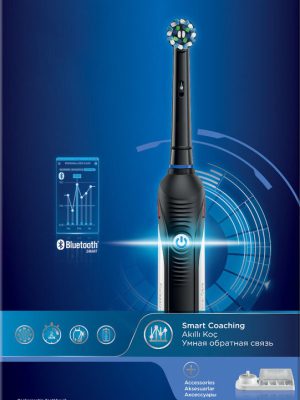 Bluetooth®
SMART
Smart Coaching
Akıllı Koç
Умная обратная связь
Accessories
Aksesuarlar
Аксессуары